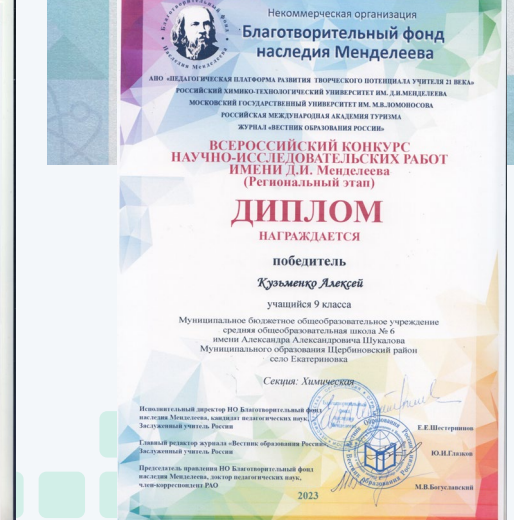 Благотворительный фонд
Наследия Менделеева
Некоммерческая организация
Благотворительный фонд
наследия Менделеева
АНО «ПЕДАГОГИЧЕСКАЯ ПЛАТФОРМА РАЗВИТИЯ ТВОРЧЕСКОГО ПОТЕНЦИАЛА УЧИТЕЛЯ 21 ВЕКА»
РОССИЙСКИЙ ХИМИКО-ТЕХНОЛОГИЧЕСКИЙ УНИВЕРСИТЕТ ИМ. Д.И.МЕНДЕЛЕЕВА
МОСКОВСКИЙ ГОСУДАРСТВЕННЫЙ УНИВЕРСИТЕТ ИМ. М.В.ЛОМОНОСОВА
РОССИЙСКАЯ МЕЖДУНАРОДНАЯ АКАДЕМИЯ ТУРИЗМА
ЖУРНАЛ «ВЕСТНИК ОБРАЗОВАНИЯ РОССИИ»
ВСЕРОССИЙСКИЙ КОНКУРС
НАУЧНО-ИССЛЕДОВАТЕЛЬСКИХ РАБОТ
ИМЕНИ Д.И. Менделеева
(Региональный этап)
ДИПЛОМ
НАГРАЖДАЕТСЯ
победитель
Кузьменко Алексей
учащийся 9 класса
Муниципальное бюджетное общеобразовательное учреждение
средняя общеобразовательная школа № 6
имени Александра Александровича Шукалова
Муниципального образования Щербиновский район
село Екатериновка
Секция: Химическая
Исполнительный директор НО Благотворительный фонд
наследия Менделеева, кандидат педагогических наук,
Заслуженный учитель России
Е.Е.Шестернинов
Главный редактор журнала «Вестник образования России»
Заслуженный учитель России
Ю.И.Глазков
Председатель правления НО Благотворительный фонд
наследия Менделеева, доктор педагогических наук,
член-корреспондент РАО
М.В.Богуславский
2023